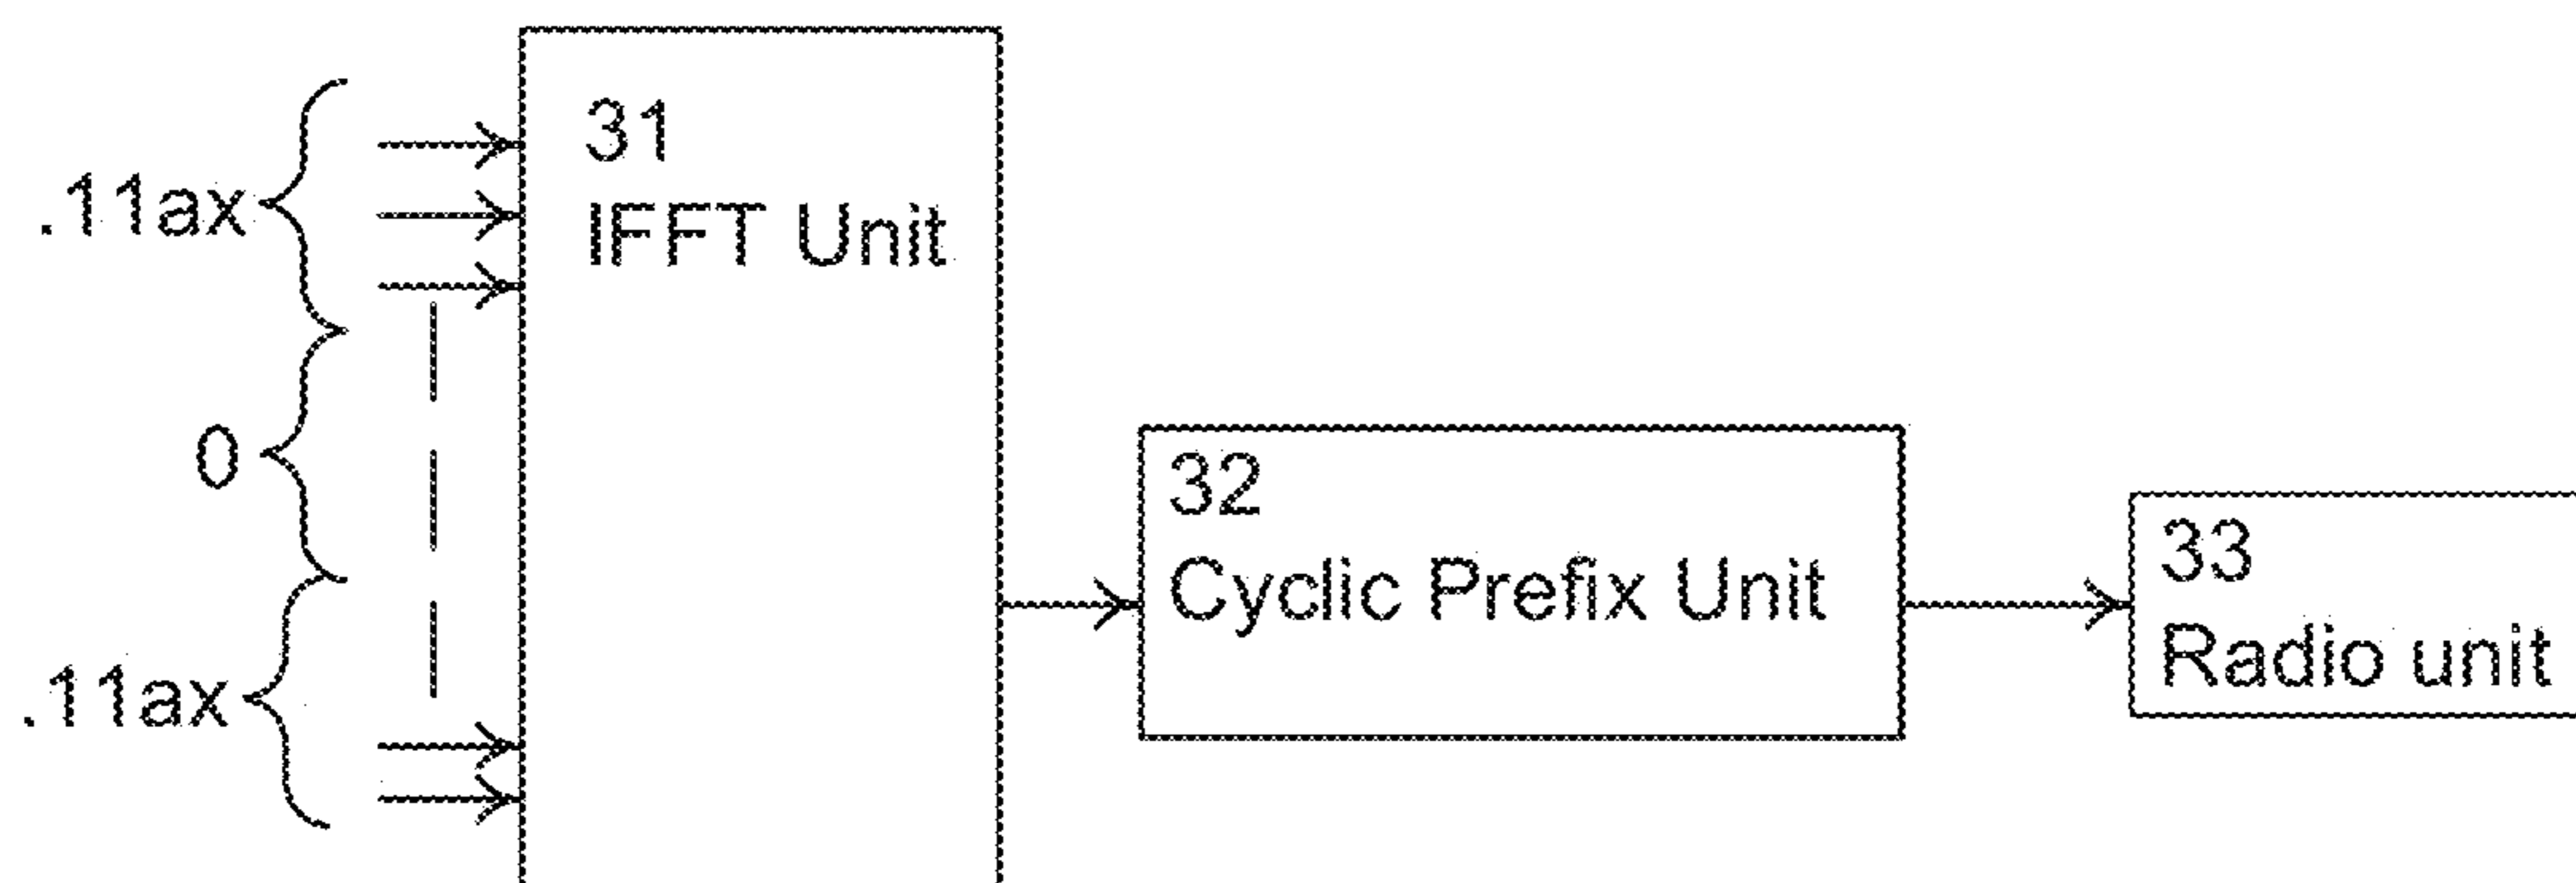 .11ax
0
.11ax
31
IFFT Unit
32
Cyclic Prefix Unit
33
Radio unit